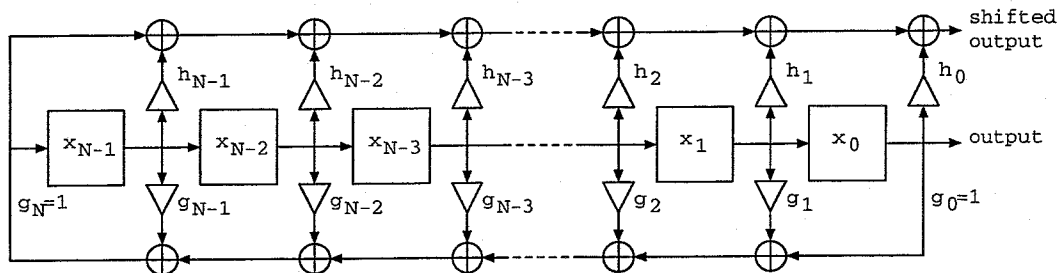 shifted
output
h_{N-1} h_{N-2} h_{N-3} h_2 h_1 h_0
x_{N-1} x_{N-2} x_{N-3} x_1 x_0 output
g_N=1 g_{N-1} g_{N-2} g_{N-3} g_2 g_1 g_0=1